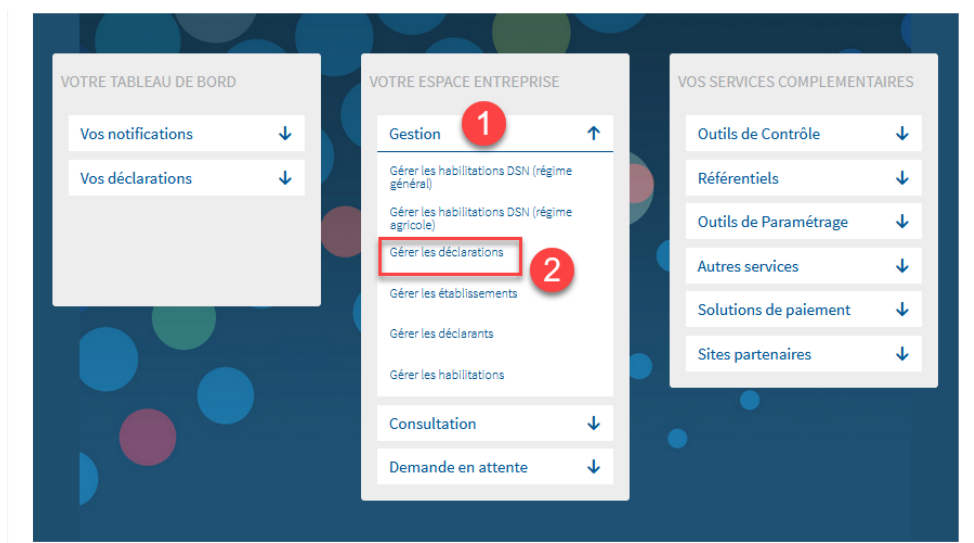 VOTRE TABLEAU DE BORD
Vos notifications
Vos déclarations
VOTRE ESPACE ENTREPRISE
Gestion
1
Gérer les habilitations DSN (régime
général)
Gérer les habilitations DSN (régime
agricole)
Gérer les déclarations
2
Gérer les établissements
Gérer les déclarants
Gérer les habilitations
Consultation
Demande en attente
VOS SERVICES COMPLEMENTAIRES
Outils de Contrôle
Référentiels
Outils de Paramétrage
Autres services
Solutions de paiement
Sites partenaires